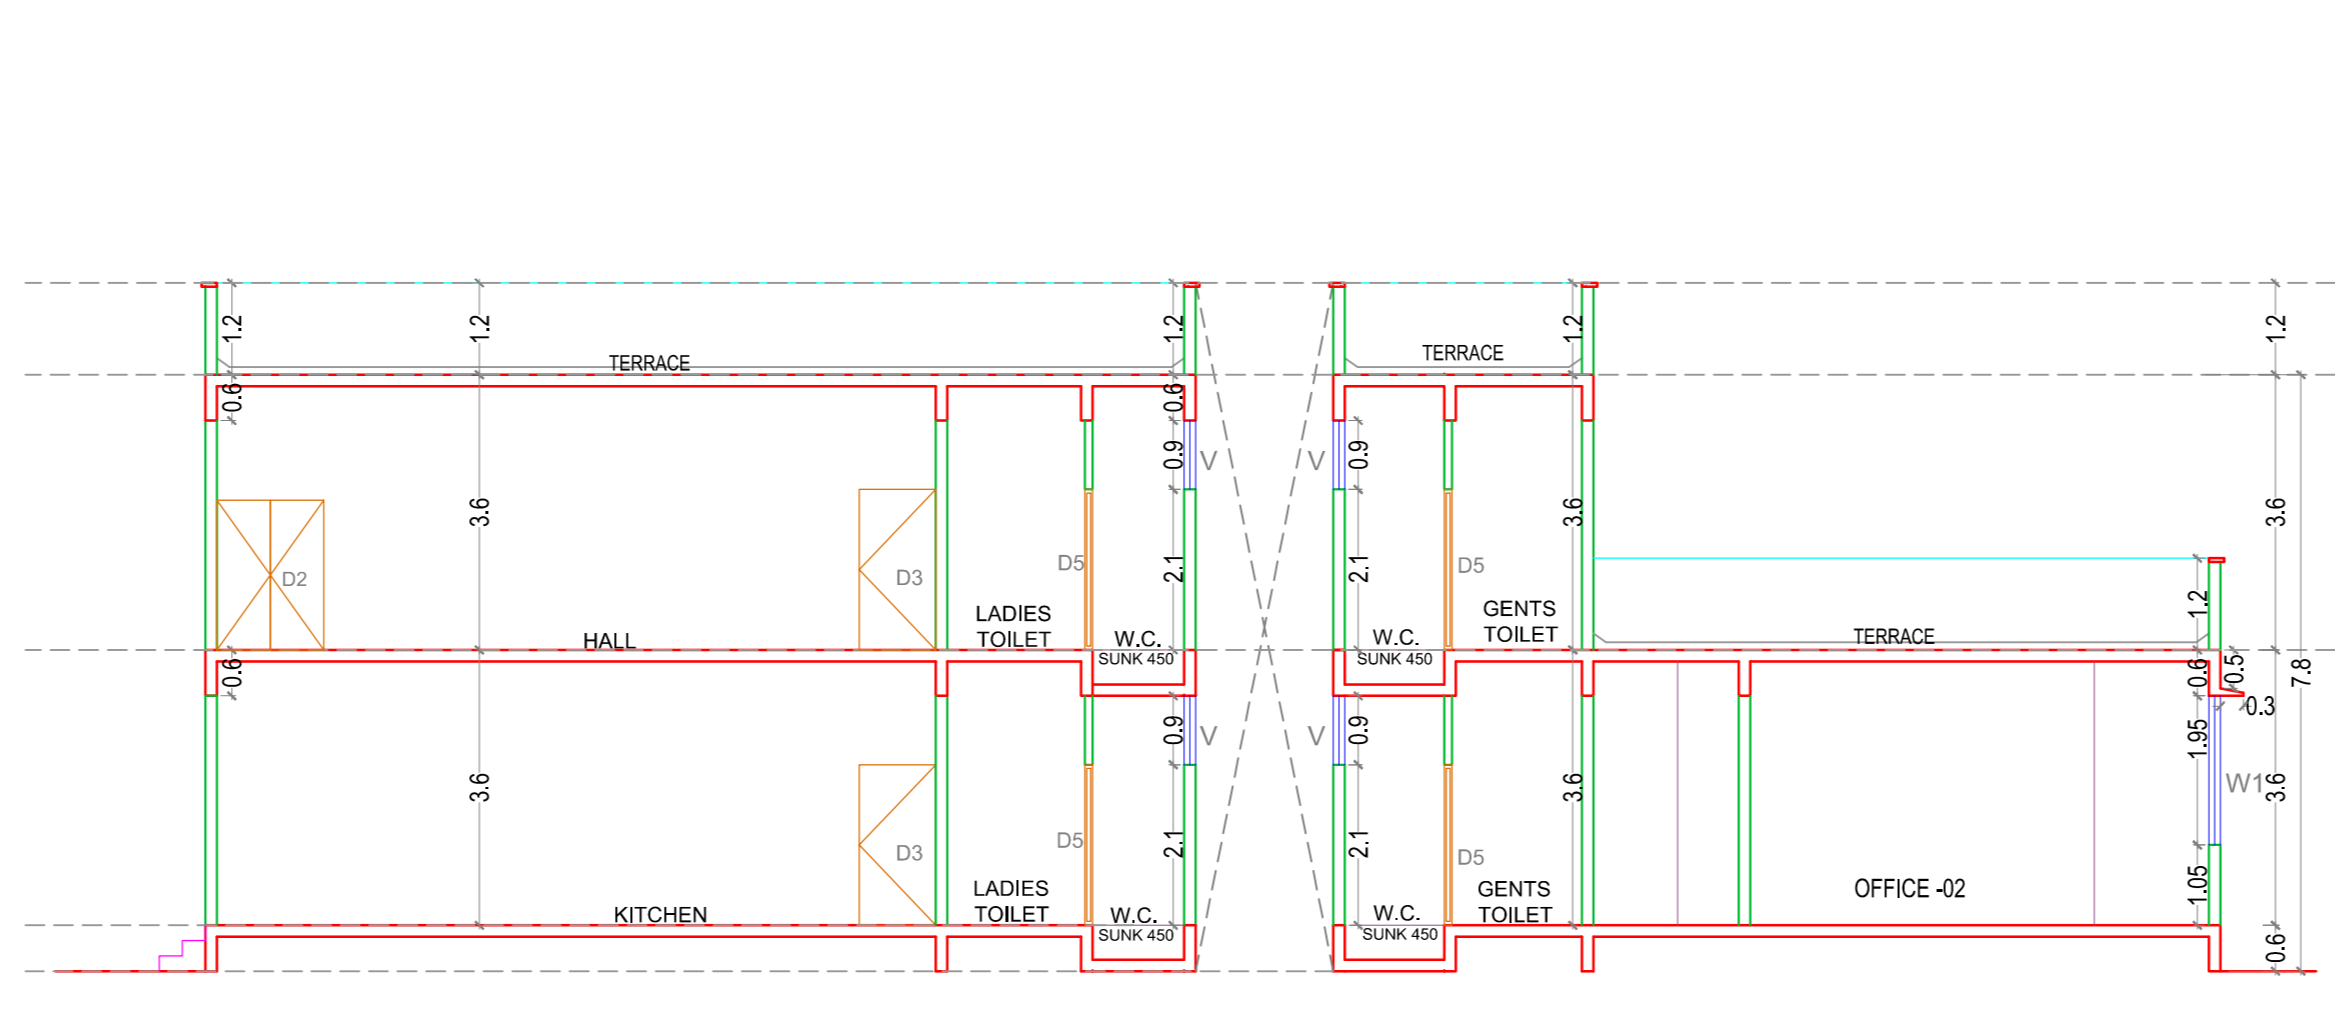 1.2
1.2
1.2
1.2
1.2
TERRACE
TERRACE
0.6
0.6
0.9
V
V
0.9
3.6
3.6
3.6
D2
D3
D5
2.1
2.1
D5
LADIES
TOILET
GENTS
TOILET
1.2
HALL
W.C.
W.C.
TERRACE
SUNK 450
SUNK 450
0.6
0.6
0.5
7.8
0.3
0.9
V
V
0.9
1.95
3.6
3.6
W1
3.6
D3
D5
2.1
2.1
D5
LADIES
TOILET
GENTS
TOILET
OFFICE -02
1.05
KITCHEN
W.C.
W.C.
SUNK 450
SUNK 450
0.6